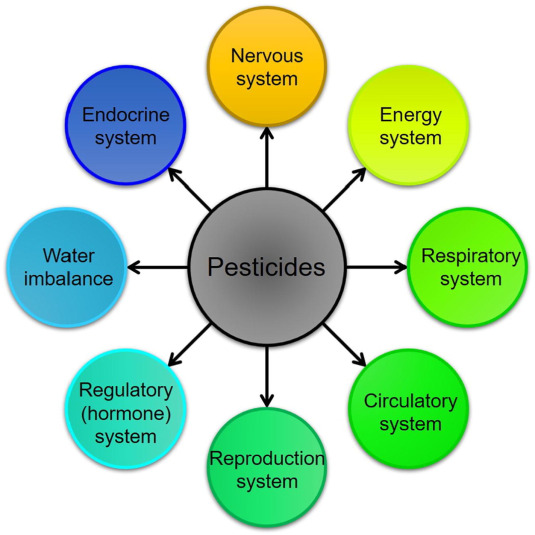 Nervous
system
Energy
system
Respiratory
system
Circulatory
system
Reproduction
system
Regulatory
(hormone)
system
Water
imbalance
Endocrine
system
Pesticides